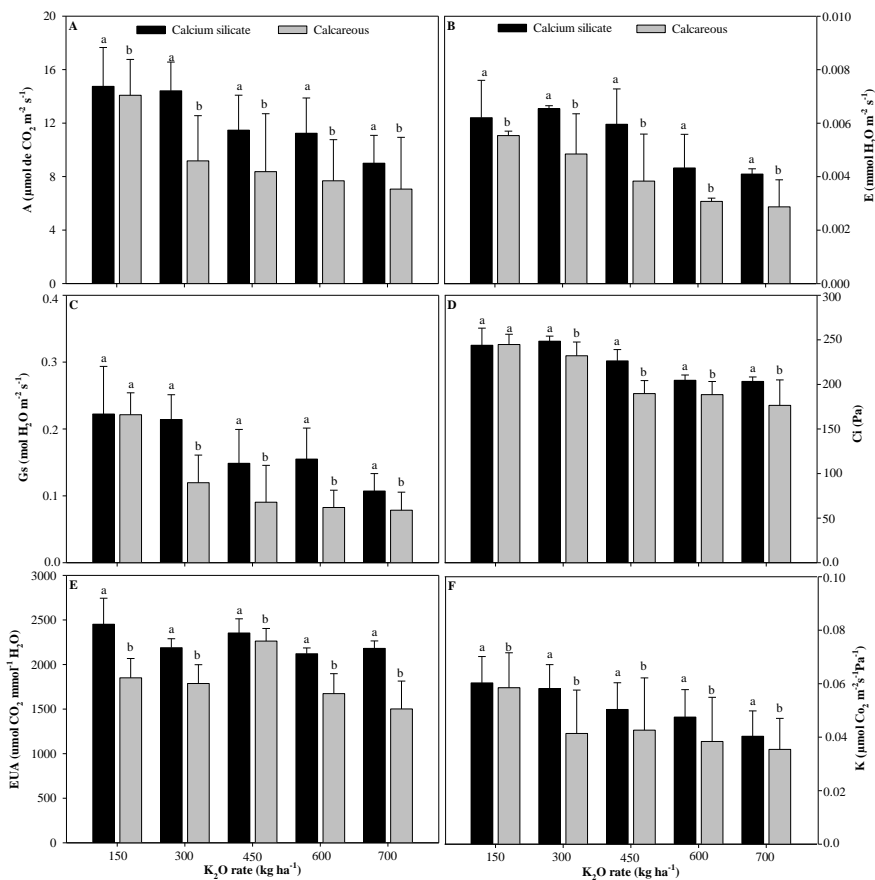 A
Calcium silicate Calcareous
a b a b a b a b a b
20
16
12
8
4
0
A (µmol de CO₂ m⁻² s⁻¹)
B
Calcium silicate Calcareous
a b a b a b a b a b
0.010
0.008
0.006
0.004
0.002
0.000
E (mmol H₂O m⁻² s⁻¹)
C
a a a b a b a b a b
0.4
0.3
0.2
0.1
0.0
Gs (mol H₂O m⁻² s⁻¹)
D
a a a b a b a b a b
300
250
200
150
100
50
0.0
Ci (Pa)
E
a b a b a b a b a b
3000
2500
2000
1500
1000
500
0
EUA (umol CO₂ mmol⁻¹ H₂O)
150 300 450 600 700
K₂O rate (kg ha⁻¹)
F
a b a b a b a b a b
0.10
0.08
0.06
0.04
0.02
0.0
K (µmol Co₂ m⁻²s⁻¹Pa⁻¹)
150 300 450 600 700
K₂O rate (kg ha⁻¹)